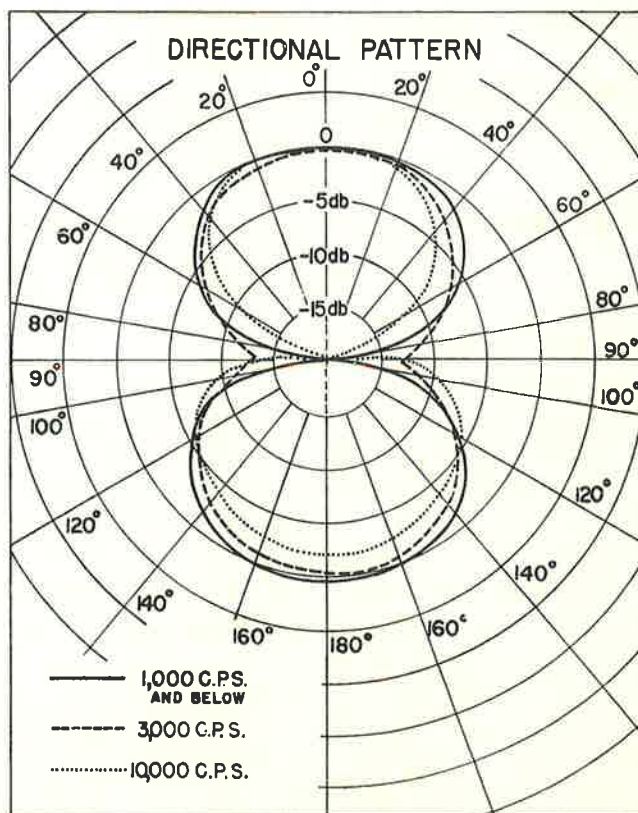 DIRECTIONAL PATTERN
0°
20°
20°
40°
40°
0
60°
60°
-5db
-10db
-15db
80°
80°
90°
90°
100°
100°
120°
120°
140°
140°
160°
180°
160°
1,000 C.P.S.
AND BELOW
3,000 C.P.S.
10,000 C.P.S.